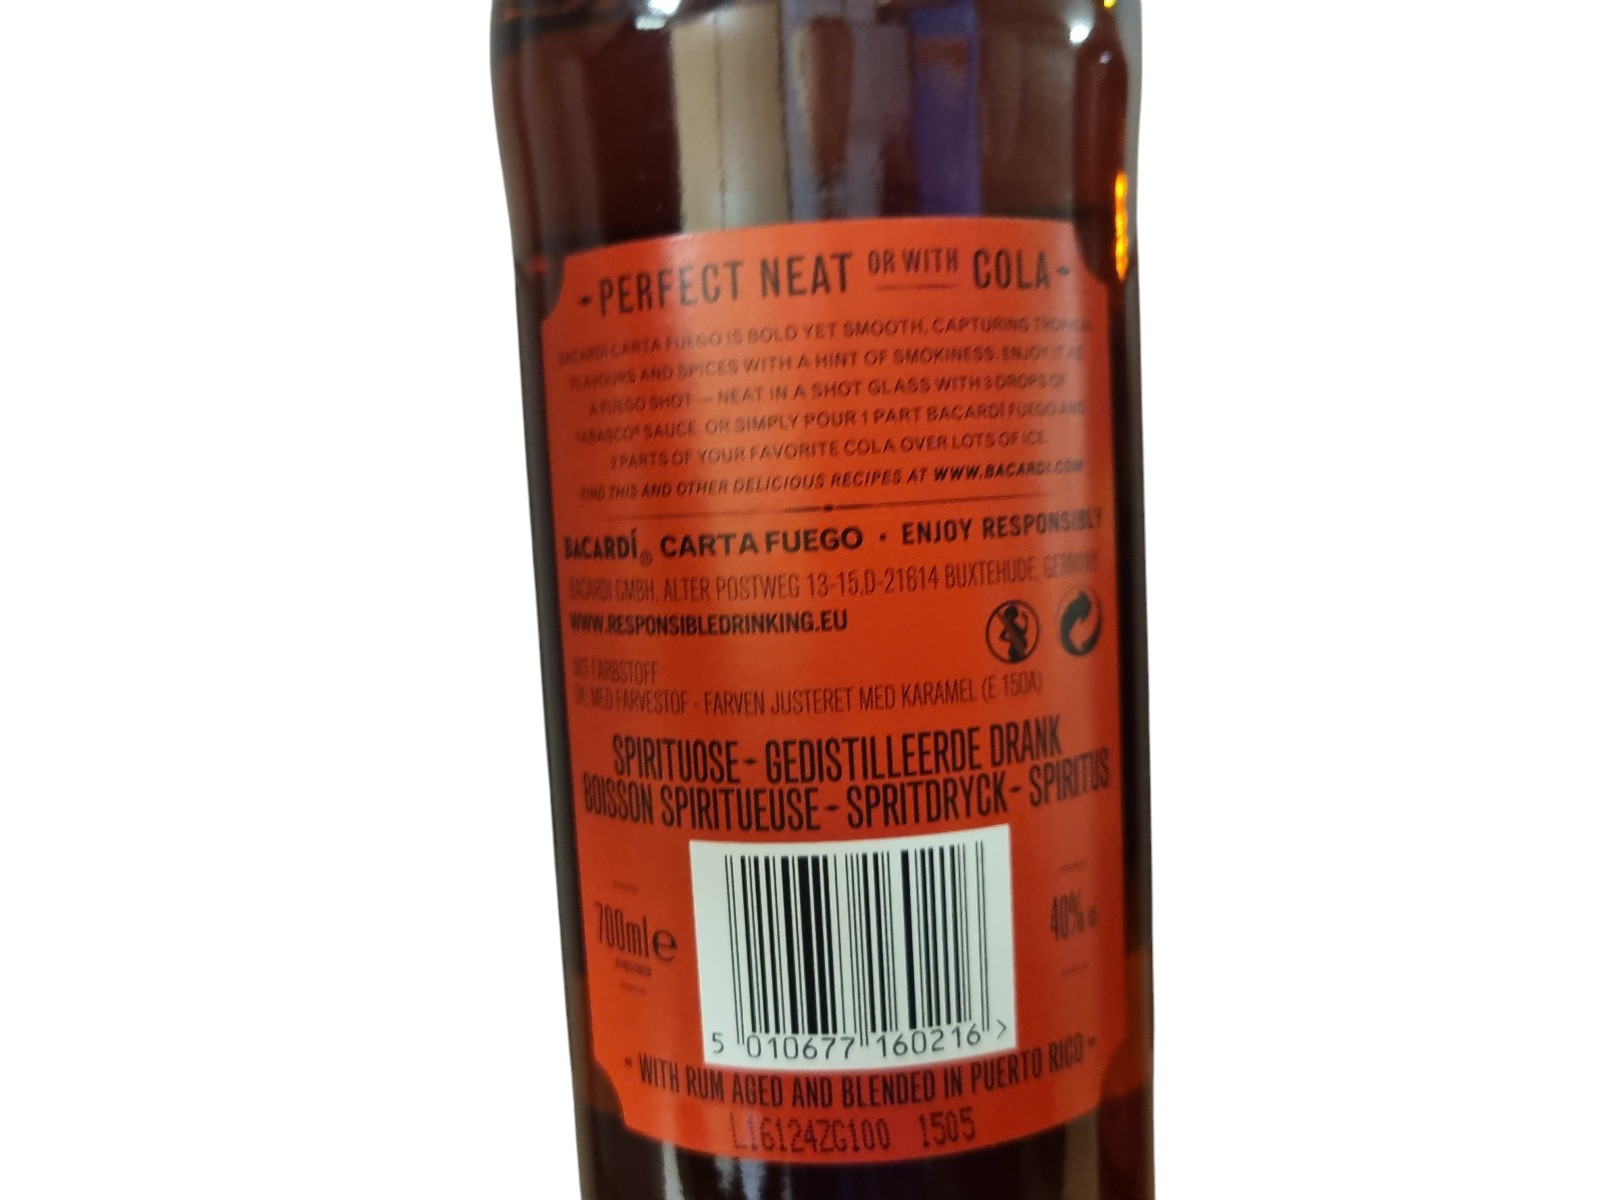 - PERFECT NEAT OR WITH COLA -
BACARDÍ CARTA FUEGO IS BOLD YET SMOOTH, CAPTURING TROPICAL
FLAVOURS AND SPICES WITH A HINT OF SMOKINESS. ENJOY IT AS
A FUEGO SHOT — NEAT IN A SHOT GLASS WITH 3 DROPS OF
TABASCO® SAUCE OR SIMPLY POUR 1 PART BACARDÍ FUEGO AND
2 PARTS OF YOUR FAVORITE COLA OVER LOTS OF ICE.
FIND THIS AND OTHER DELICIOUS RECIPES AT WWW.BACARDI.COM
BACARDÍ® CARTA FUEGO · ENJOY RESPONSIBLY
BACARDI GMBH, ALTER POSTWEG 13-15,D-21614 BUXTEHUDE, GERMANY
WWW.RESPONSIBLEDRINKING.EU
MIT FARBSTOFF
DK: MED FARVESTOF - FARVEN JUSTERET MED KARAMEL (E 150A)
SPIRITUOSE - GEDISTILLEERDE DRANK
BOISSON SPIRITUEUSE - SPRITDRYCK - SPIRITUS
700ml e
40%
5 010677 160216 >
- WITH RUM AGED AND BLENDED IN PUERTO RICO -
L16124ZG100 1505